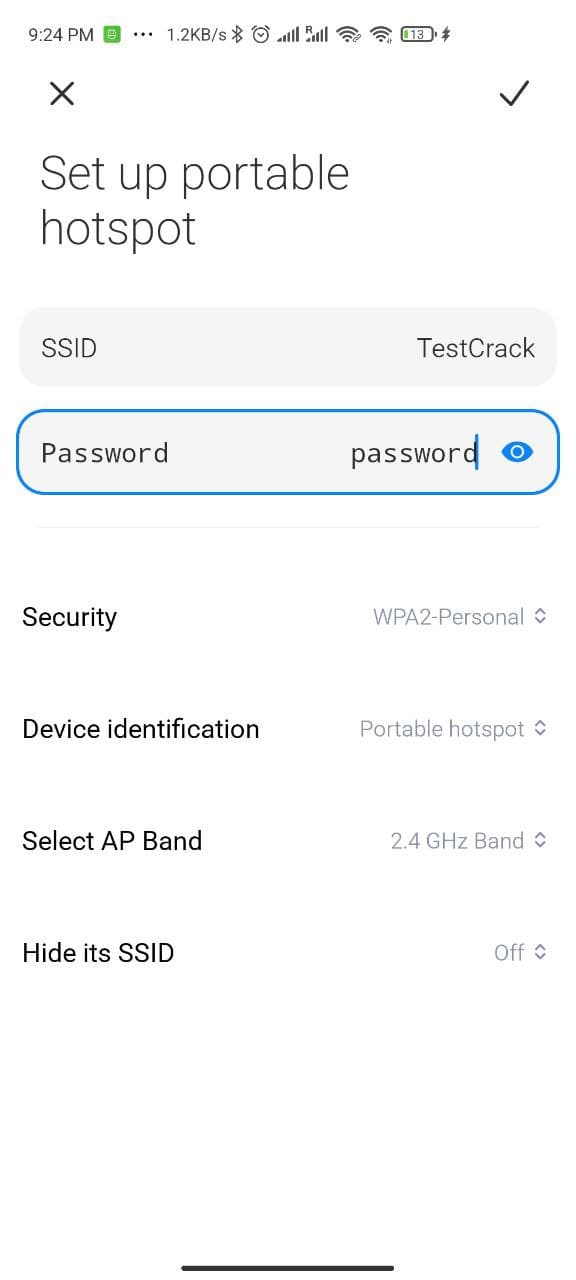 9:24 PM ... 1.2KB/s R 13
Set up portable
hotspot
SSID TestCrack
Password password
Security WPA2-Personal
Device identification Portable hotspot
Select AP Band 2.4 GHz Band
Hide its SSID Off